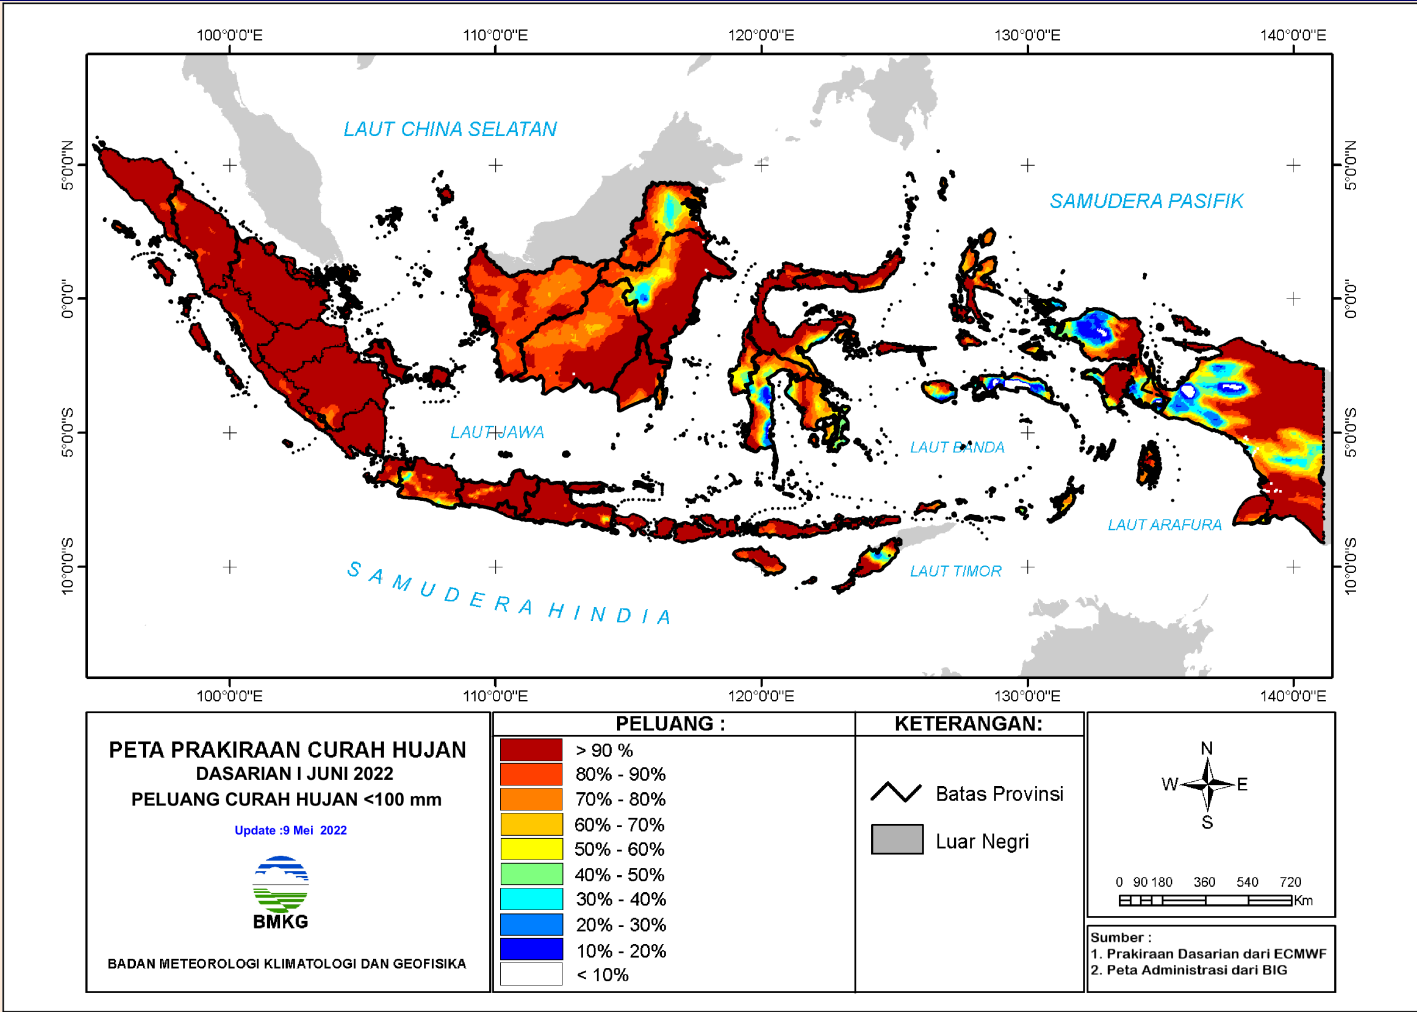 100°0'0"E 110°0'0"E 120°0'0"E 130°0'0"E 140°0'0"E
LAUT CHINA SELATAN
5°0'0"N 5°0'0"N
SAMUDERA PASIFIK
0°0'0" 0°0'0"
LAUT JAWA
5°0'0"S 5°0'0"S
LAUT BANDA
LAUT ARAFURA
10°0'0"S 10°0'0"S
LAUT TIMOR
SAMUDERA HINDIA
100°0'0"E 110°0'0"E 120°0'0"E 130°0'0"E 140°0'0"E
PETA PRAKIRAAN CURAH HUJAN
DASARIAN I JUNI 2022
PELUANG CURAH HUJAN <100 mm
Update :9 Mei 2022
BMKG
BADAN METEOROLOGI KLIMATOLOGI DAN GEOFISIKA
PELUANG :
> 90 %
80% - 90%
70% - 80%
60% - 70%
50% - 60%
40% - 50%
30% - 40%
20% - 30%
10% - 20%
< 10%
KETERANGAN:
Batas Provinsi
Luar Negri
N
W E
S
0 90 180 360 540 720
Km
Sumber :
1. Prakiraan Dasarian dari ECMWF
2. Peta Administrasi dari BIG